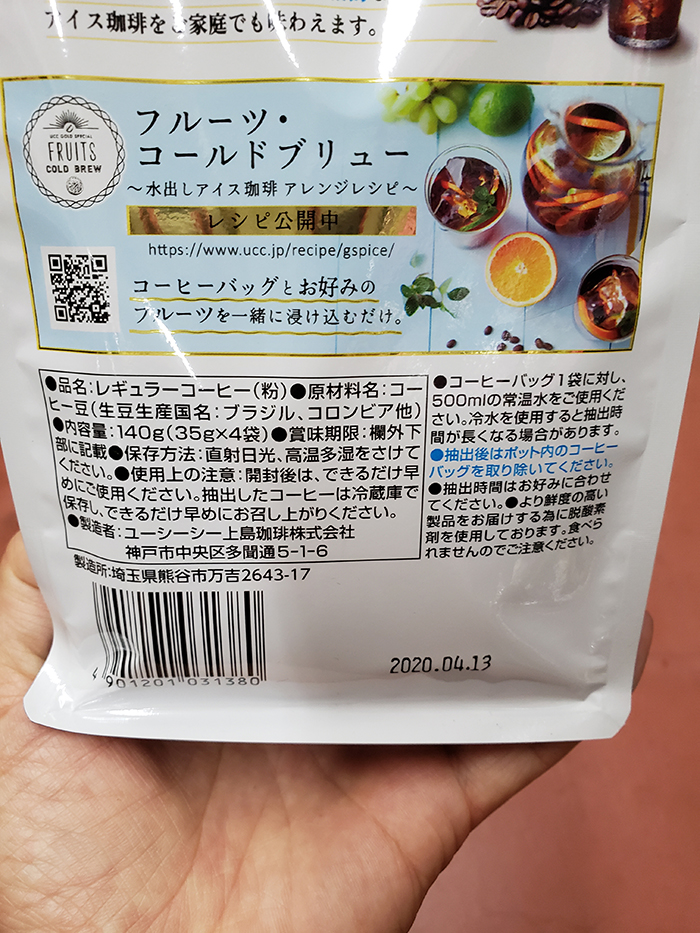 アイス珈琲をご家庭でも味わえます。
UCC GOLD SPECIAL
FRUITS
COLD BREW
フルーツ・
コールドブリュー
～水出しアイス珈琲 アレンジレシピ～
レシピ公開中
https://www.ucc.jp/recipe/gspice/
コーヒーバッグとお好みの
フルーツを一緒に浸け込むだけ。
●品名：レギュラーコーヒー（粉）●原材料名：コー
ヒー豆（生豆生産国名：ブラジル、コロンビア他）
●内容量：140g（35g×4袋）●賞味期限：欄外下
部に記載●保存方法：直射日光、高温多湿をさけて
ください。●使用上の注意：開封後は、できるだけ早
めにご使用ください。抽出したコーヒーは冷蔵庫で
保存し、できるだけ早めにお召し上がりください。
●製造者：ユーシーシー上島珈琲株式会社
神戸市中央区多聞通5-1-6
製造所：埼玉県熊谷市万吉2643-17
●コーヒーバッグ1袋に対し、
500mlの常温水をご使用くだ
さい。冷水を使用すると抽出時
間が長くなる場合があります。
●抽出後はポット内のコーヒー
バッグを取り除いてください。
●抽出時間はお好みに合わせ
てください。●より鮮度の高い
製品をお届けする為に脱酸素
剤を使用しております。食べら
れませんのでご注意ください。
4 901201 031380
2020.04.13